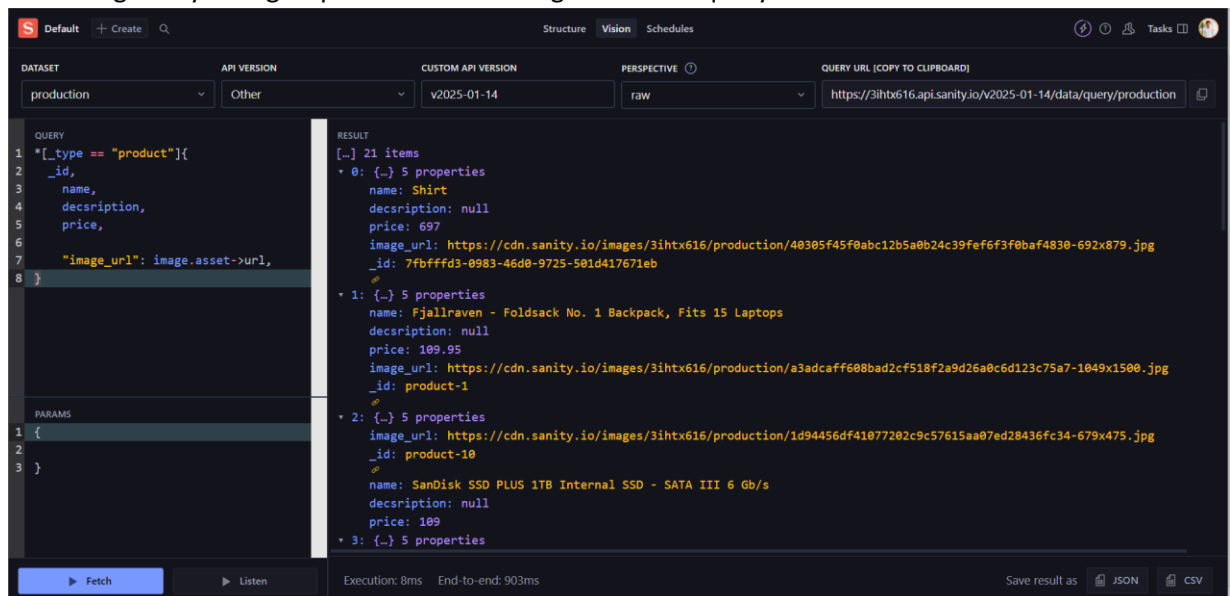 S Default + Create Structure Vision Schedules Tasks
DATASET API VERSION CUSTOM API VERSION PERSPECTIVE QUERY URL [COPY TO CLIPBOARD]
production Other v2025-01-14 raw https://3ihtx616.api.sanity.io/v2025-01-14/data/query/production
QUERY
1 *[_type == "product"]{
2 _id,
3 name,
4 decsription,
5 price,
6
7 "image_url": image.asset->url,
8 }
PARAMS
1 {
2
3 }
Fetch Listen
RESULT
[…] 21 items
0: {…} 5 properties
name: Shirt
decsription: null
price: 697
image_url: https://cdn.sanity.io/images/3ihtx616/production/40305f45f0abc12b5a0b24c39fef6f3f0baf4830-692x879.jpg
_id: 7fbfffd3-0983-46d0-9725-501d417671eb
1: {…} 5 properties
name: Fjallraven - Foldsack No. 1 Backpack, Fits 15 Laptops
decsription: null
price: 109.95
image_url: https://cdn.sanity.io/images/3ihtx616/production/a3adcaff608bad2cf518f2a9d26a0c6d123c75a7-1049x1500.jpg
_id: product-1
2: {…} 5 properties
image_url: https://cdn.sanity.io/images/3ihtx616/production/1d94456df41077202c9c57615aa07ed28436fc34-679x475.jpg
_id: product-10
name: SanDisk SSD PLUS 1TB Internal SSD - SATA III 6 Gb/s
decsription: null
price: 109
3: {…} 5 properties
Execution: 8ms End-to-end: 903ms Save result as JSON CSV